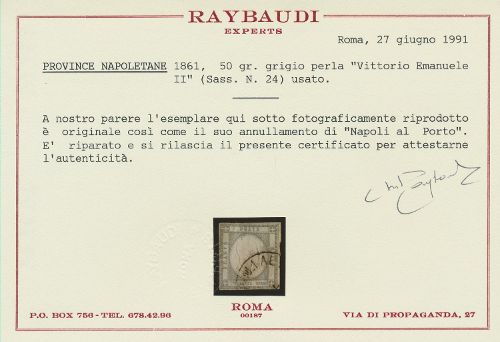 RAYBAUDI
EXPERTS
Roma, 27 giugno 1991
PROVINCE NAPOLETANE 1861, 50 gr. grigio perla "Vittorio Emanuele
II" (Sass. N. 24) usato.
A nostro parere l'esemplare qui sotto fotograficamente riprodotto
è originale così come il suo annullamento di "Napoli al Porto".
E' riparato e si rilascia il presente certificato per attestarne
l'autenticità.
ROMA
00187
P.O. BOX 756 - TEL. 678.42.96
VIA DI PROPAGANDA, 27